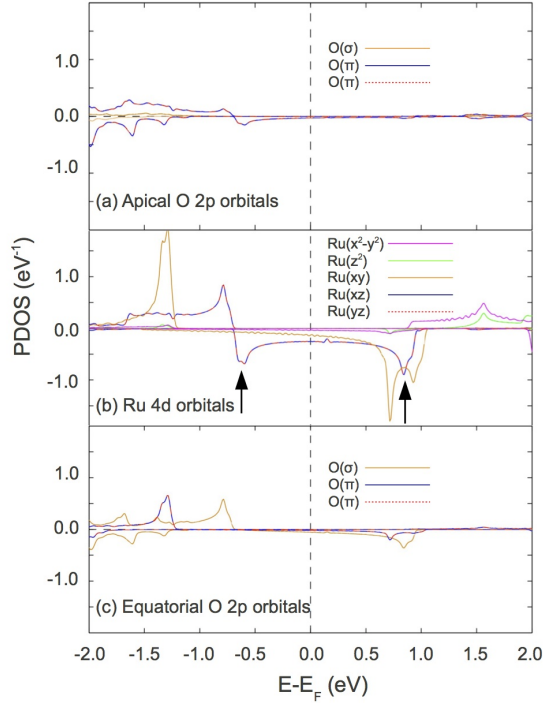 O(σ)
O(π)
O(π)
1.0
0.0
-1.0
(a) Apical O 2p orbitals
PDOS (eV⁻¹)
Ru(x²-y²)
Ru(z²)
Ru(xy)
Ru(xz)
Ru(yz)
1.0
0.0
-1.0
(b) Ru 4d orbitals
O(σ)
O(π)
O(π)
1.0
0.0
-1.0
(c) Equatorial O 2p orbitals
-2.0 -1.5 -1.0 -0.5 0.0 0.5 1.0 1.5 2.0
E-E_F (eV)